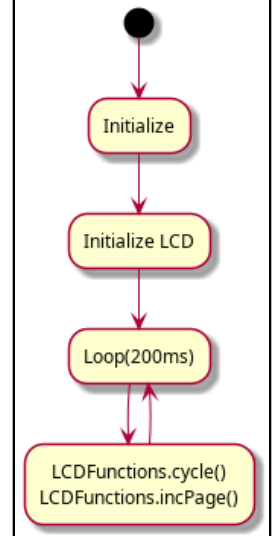 Initialize
Initialize LCD
Loop(200ms)
LCDFunctions.cycle()
LCDFunctions.incPage()